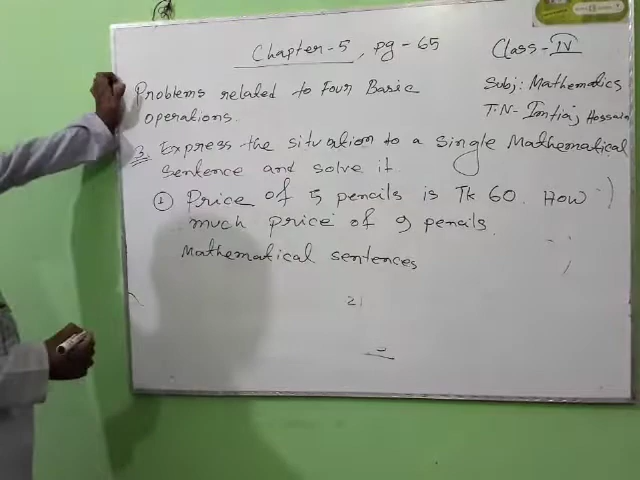 Chapter-5, pg-65
Class-IV
Subj: Mathematics
T.N- Imtiaj Hossain
Problems related to Four Basic
operations.
3. Express the situation to a single Mathematical
sentence and solve it.
① Price of 5 pencils is Tk 60. How
much price of 9 pencils.
Mathematical sentences